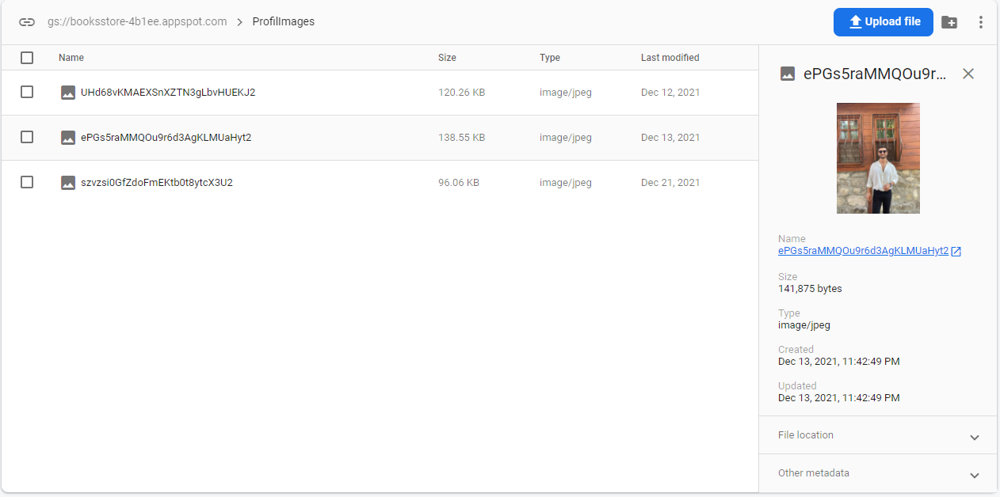 gs://booksstore-4b1ee.appspot.com > ProfilImages
Upload file
Name Size Type Last modified
UHd68vKMAEXSnXZTN3gLbvHUEKJ2 120.26 KB image/jpeg Dec 12, 2021
ePGs5raMMQOu9r6d3AgKLMUaHyt2 138.55 KB image/jpeg Dec 13, 2021
szvzsi0GfZdoFmEKtb0t8ytcX3U2 96.06 KB image/jpeg Dec 21, 2021
ePGs5raMMQOu9r...
Name
ePGs5raMMQOu9r6d3AgKLMUaHyt2
Size
141,875 bytes
Type
image/jpeg
Created
Dec 13, 2021, 11:42:49 PM
Updated
Dec 13, 2021, 11:42:49 PM
File location
Other metadata